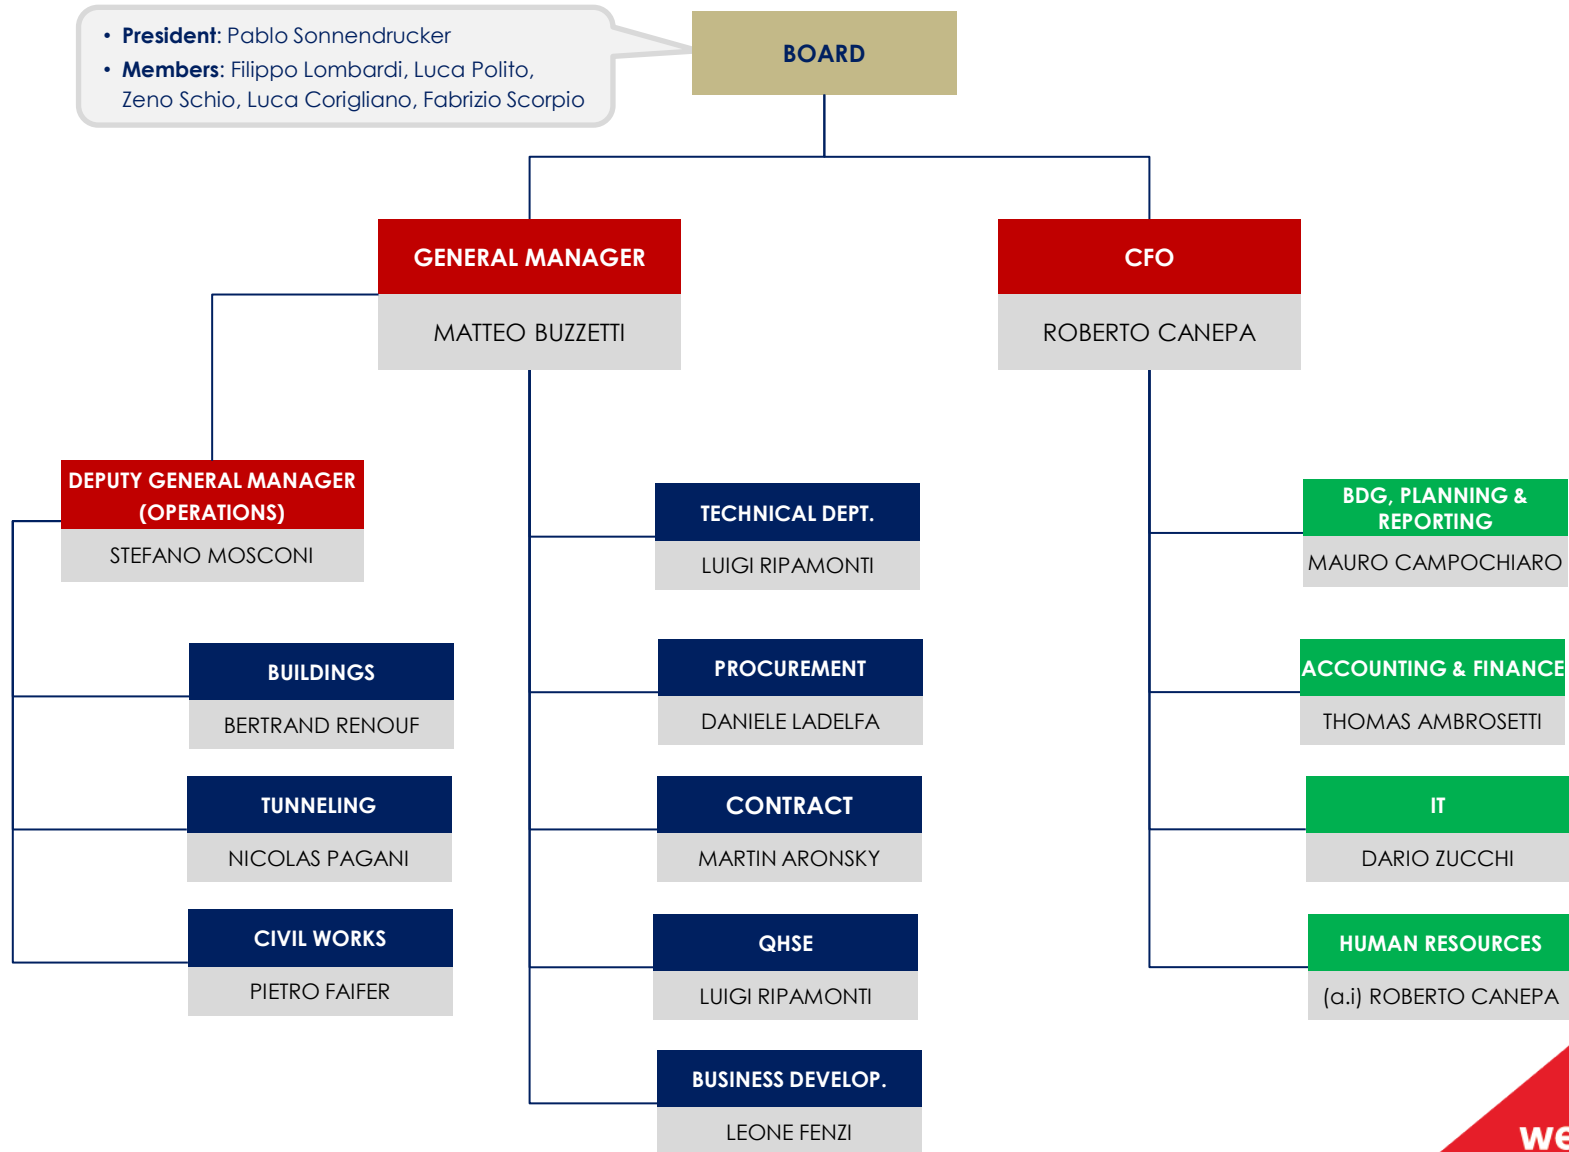 • President: Pablo Sonnendrucker
• Members: Filippo Lombardi, Luca Polito,
Zeno Schio, Luca Corigliano, Fabrizio Scorpio
BOARD
GENERAL MANAGER
MATTEO BUZZETTI
CFO
ROBERTO CANEPA
DEPUTY GENERAL MANAGER
(OPERATIONS)
STEFANO MOSCONI
BUILDINGS
BERTRAND RENOUF
TUNNELING
NICOLAS PAGANI
CIVIL WORKS
PIETRO FAIFER
TECHNICAL DEPT.
LUIGI RIPAMONTI
PROCUREMENT
DANIELE LADELFA
CONTRACT
MARTIN ARONSKY
QHSE
LUIGI RIPAMONTI
BUSINESS DEVELOP.
LEONE FENZI
BDG, PLANNING &
REPORTING
MAURO CAMPOCHIARO
ACCOUNTING & FINANCE
THOMAS AMBROSETTI
IT
DARIO ZUCCHI
HUMAN RESOURCES
(a.i) ROBERTO CANEPA
we